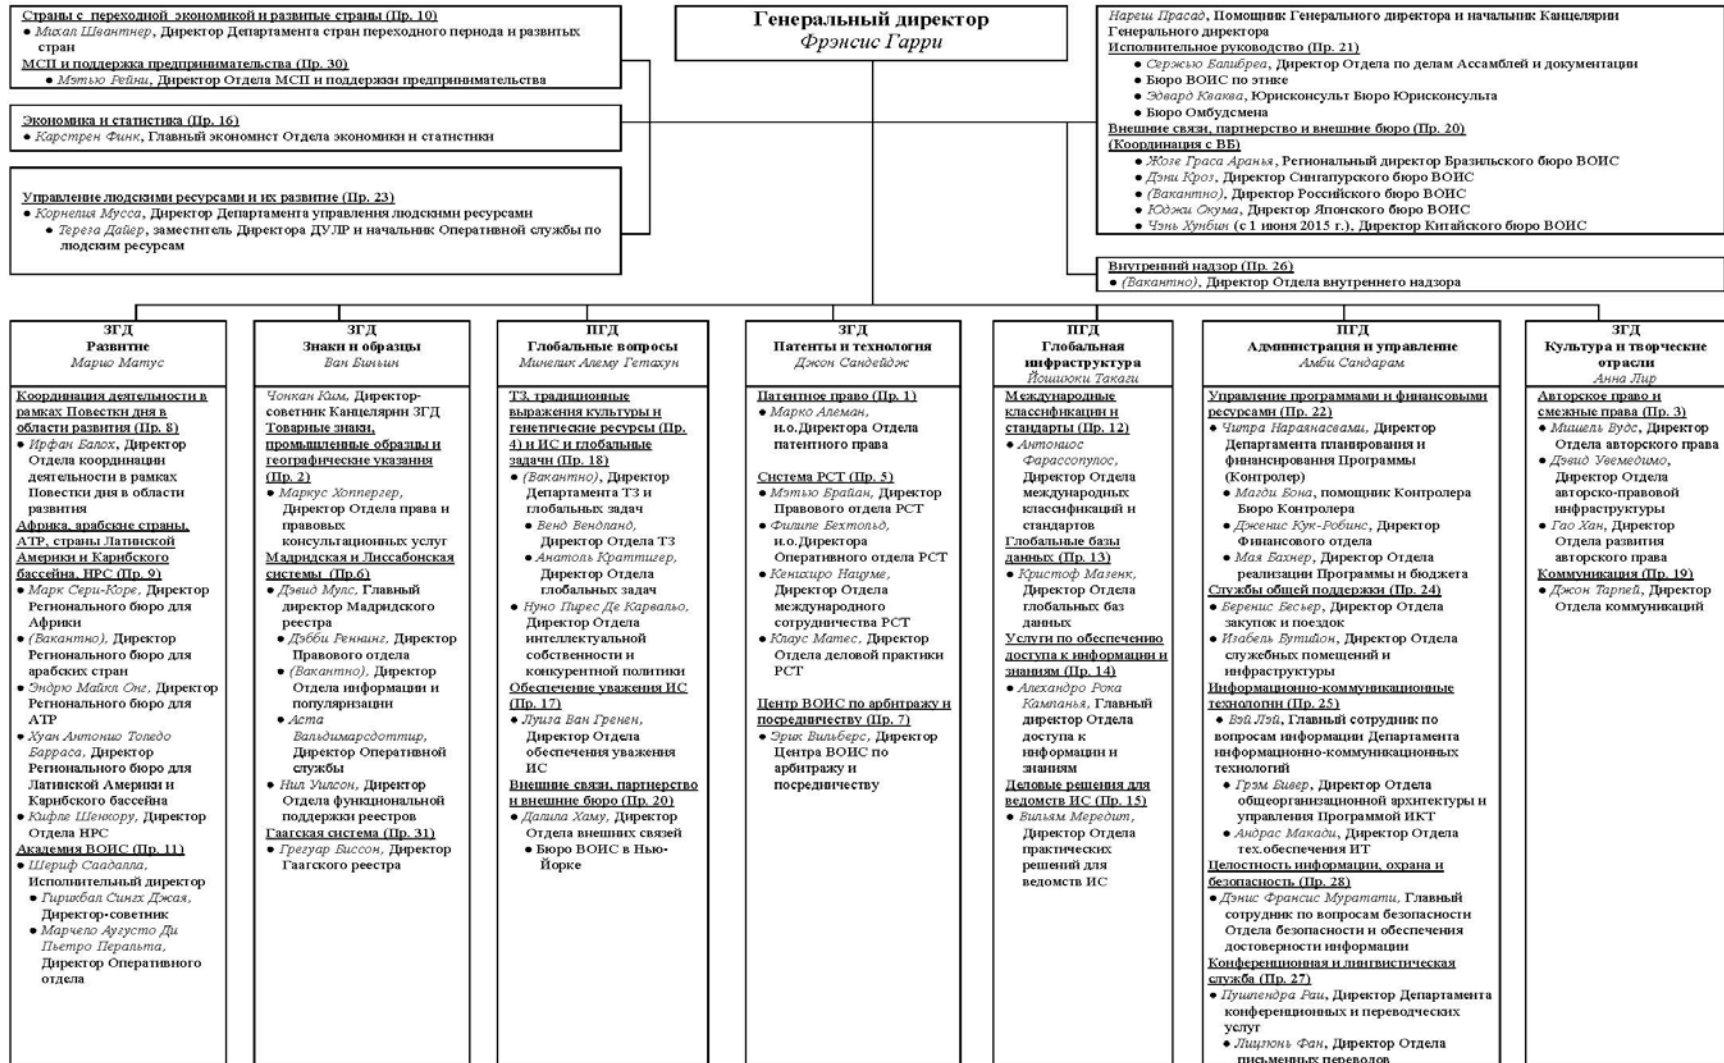 Страны с переходной экономикой и развитые страны (Пр. 10)
● Михал Швантнер, Директор Департамента стран переходного периода и развитых
стран
МСП и поддержка предпринимательства (Пр. 30)
● Мэтью Рейни, Директор Отдела МСП и поддержки предпринимательства
Экономика и статистика (Пр. 16)
● Карстрен Финк, Главный экономист Отдела экономики и статистики
Управление людскими ресурсами и их развитие (Пр. 23)
● Корнелия Мусса, Директор Департамента управления людскими ресурсами
● Тереза Дайер, заместитель Директора ДУЛР и начальник Оперативной службы по
людским ресурсам
Генеральный директор
Фрэнсис Гарри
Нареш Прасад, Помощник Генерального директора и начальник Канцелярии
Генерального директора
Исполнительное руководство (Пр. 21)
● Сержью Балибреа, Директор Отдела по делам Ассамблей и документации
● Бюро ВОИС по этике
● Эдвард Кваква, Юрисконсульт Бюро Юрисконсульта
● Бюро Омбудсмена
Внешние связи, партнерство и внешние бюро (Пр. 20)
(Координация с ВБ)
● Жозе Граса Аранья, Региональный директор Бразильского бюро ВОИС
● Дэни Кроз, Директор Сингапурского бюро ВОИС
● (Вакантно), Директор Российского бюро ВОИС
● Юджи Окума, Директор Японского бюро ВОИС
● Чэнь Хунбин (с 1 июня 2015 г.), Директор Китайского бюро ВОИС
Внутренний надзор (Пр. 26)
● (Вакантно), Директор Отдела внутреннего надзора
ЗГД
Развитие
Марио Матус
Координация деятельности в
рамках Повестки дня в
области развития (Пр. 8)
● Ирфан Балох, Директор
Отдела координации
деятельности в рамках
Повестки дня в области
развития
Африка, арабские страны,
АТР, страны Латинской
Америки и Карибского
бассейна, НРС (Пр. 9)
● Марк Сери-Коре, Директор
Регионального бюро для
Африки
● (Вакантно), Директор
Регионального бюро для
арабских стран
● Эндрю Майкл Онг, Директор
Регионального бюро для
АТР
● Хуан Антонио Толедо
Барраса, Директор
Регионального бюро для
Латинской Америки и
Карибского бассейна
● Кифле Шенкору, Директор
Отдела НРС
Академия ВОИС (Пр. 11)
● Шериф Саадалла,
Исполнительный директор
● Гирикбал Сингх Джая,
Директор-советник
● Марчело Аугусто Ди
Пьетро Перальта,
Директор Оперативного
отдела
ЗГД
Знаки и образцы
Ван Биньин
Чонкан Ким, Директор-
советник Канцелярии ЗГД
Товарные знаки,
промышленные образцы и
географические указания
(Пр. 2)
● Маркус Хоппергер,
Директор Отдела права и
правовых
консультационных услуг
Мадридская и Лиссабонская
системы (Пр.6)
● Дэвид Мулс, Главный
директор Мадридского
реестра
● Дэбби Реннинг, Директор
Правового отдела
● (Вакантно), Директор
Отдела информации и
популяризации
● Аста
Вальдимарсдоттир,
Директор Оперативной
службы
● Нил Уилсон, Директор
Отдела функциональной
поддержки реестров
Гаагская система (Пр. 31)
● Грегуар Биссон, Директор
Гаагского реестра
ПГД
Глобальные вопросы
Минелик Алему Гетахун
ТЗ, традиционные
выражения культуры и
генетические ресурсы (Пр.
4) и ИС и глобальные
задачи (Пр. 18)
● (Вакантно), Директор
Департамента ТЗ и
глобальных задач
● Венд Вендланд,
Директор Отдела ТЗ
● Анатоль Краттигер,
Директор Отдела
глобальных задач
● Нуно Пирес Де Карвальо,
Директор Отдела
интеллектуальной
собственности и
конкурентной политики
Обеспечение уважения ИС
(Пр. 17)
● Луиза Ван Гренен,
Директор Отдела
обеспечения уважения
ИС
Внешние связи, партнерство
и внешние бюро (Пр. 20)
● Далила Хаму, Директор
Отдела внешних связей
● Бюро ВОИС в Нью-
Йорке
ЗГД
Патенты и технология
Джон Сандейдж
Патентное право (Пр. 1)
● Марко Алеман,
и.о.Директора Отдела
патентного права
Система РСТ (Пр. 5)
● Мэтью Брайан, Директор
Правового отдела РСТ
● Филипе Бехтольд,
и.о.Директора
Оперативного отдела РСТ
● Кенихиро Нацуме,
Директор Отдела
международного
сотрудничества РСТ
● Клаус Матес, Директор
Отдела деловой практики
РСТ
Центр ВОИС по арбитражу и
посредничеству (Пр. 7)
● Эрик Вильберс, Директор
Центра ВОИС по
арбитражу и
посредничеству
ПГД
Глобальная
инфраструктура
Йошиюки Такаги
Международные
классификации и
стандарты (Пр. 12)
● Антониос
Фарассопулос,
Директор Отдела
международных
классификаций и
стандартов
Глобальные базы
данных (Пр. 13)
● Кристоф Мазенк,
Директор Отдела
глобальных баз
данных
Услуги по обеспечению
доступа к информации и
знаниям (Пр. 14)
● Алехандро Рока
Кампанья, Главный
директор Отдела
доступа к
информации и
знаниям
Деловые решения для
ведомств ИС (Пр. 15)
● Вильям Мередит,
Директор Отдела
практических
решений для
ведомств ИС
ПГД
Администрация и управление
Амби Сандарам
Управление программами и финансовыми
ресурсами (Пр. 22)
● Читра Нараянасвами, Директор
Департамента планирования и
финансирования Программы
(Контролер)
● Магди Бона, помощник Контролера
Бюро Контролера
● Дженис Кук-Робинс, Директор
Финансового отдела
● Мая Бахнер, Директор Отдела
реализации Программы и бюджета
Службы общей поддержки (Пр. 24)
● Беренис Бесьер, Директор Отдела
закупок и поездок
● Изабель Бутийон, Директор Отдела
служебных помещений и
инфраструктуры
Информационно-коммуникационные
технологии (Пр. 25)
● Вэй Лэй, Главный сотрудник по
вопросам информации Департамента
информационно-коммуникационных
технологий
● Грэм Бивер, Директор Отдела
общеорганизационной архитектуры и
управления Программой ИКТ
● Андрас Макади, Директор Отдела
тех.обеспечения ИТ
Целостность информации, охрана и
безопасность (Пр. 28)
● Дэнис Франсис Муратати, Главный
сотрудник по вопросам безопасности
Отдела безопасности и обеспечения
достоверности информации
Конференционная и лингвистическая
служба (Пр. 27)
● Пушпендра Раи, Директор Департамента
конференционных и переводческих
услуг
● Лицзюнь Фан, Директор Отдела
письменных переводов
ЗГД
Культура и творческие
отрасли
Анна Лир
Авторское право и
смежные права (Пр. 3)
● Мишель Вудс, Директор
Отдела авторского права
● Дэвид Увемедимо,
Директор Отдела
авторско-правовой
инфраструктуры
● Гао Хан, Директор
Отдела развития
авторского права
Коммуникация (Пр. 19)
● Джон Тарпей, Директор
Отдела коммуникаций